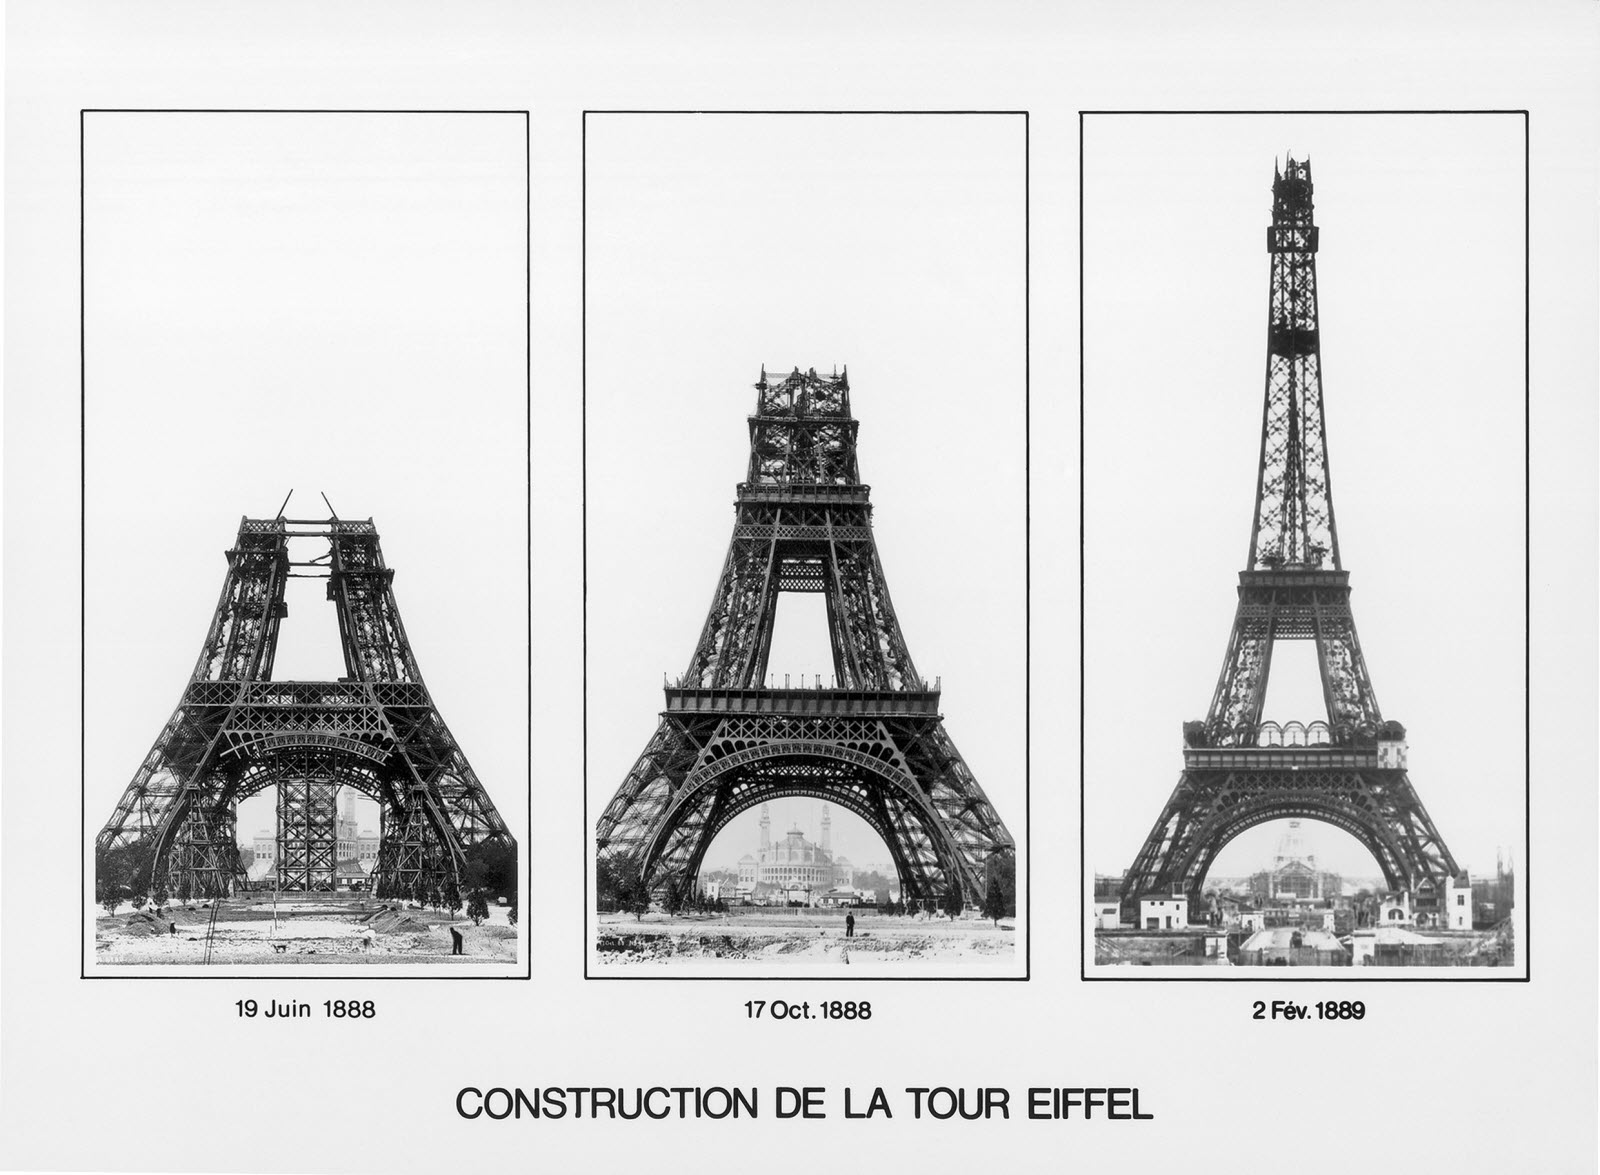 19 Juin 1888
17 Oct. 1888
2 Fév. 1889
CONSTRUCTION DE LA TOUR EIFFEL